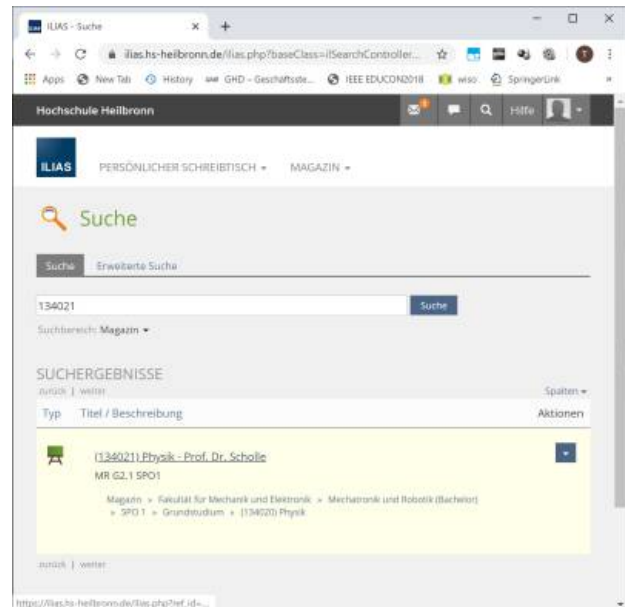 ILIAS - Suche
ilias.hs-heilbronn.de/ilias.php?baseClass=ilSearchController...
Apps New Tab History GHD - Geschäftsste... IEEE EDUCON2018 wiso SpringerLink
Hochschule Heilbronn
Hilfe
ILIAS PERSÖNLICHER SCHREIBTISCH MAGAZIN
Suche
Suche Erweiterte Suche
134021 Suche
Suchbereich: Magazin
SUCHERGEBNISSE
zurück | weiter Spalten
Typ Titel / Beschreibung Aktionen
(134021) Physik - Prof. Dr. Scholle
MR G2.1 SPO1
Magazin » Fakultät für Mechanik und Elektronik » Mechatronik und Robotik (Bachelor)
» SPO 1 » Grundstudium » (134020) Physik
zurück | weiter
https://ilias.hs-heilbronn.de/ilias.php?ref_id=...